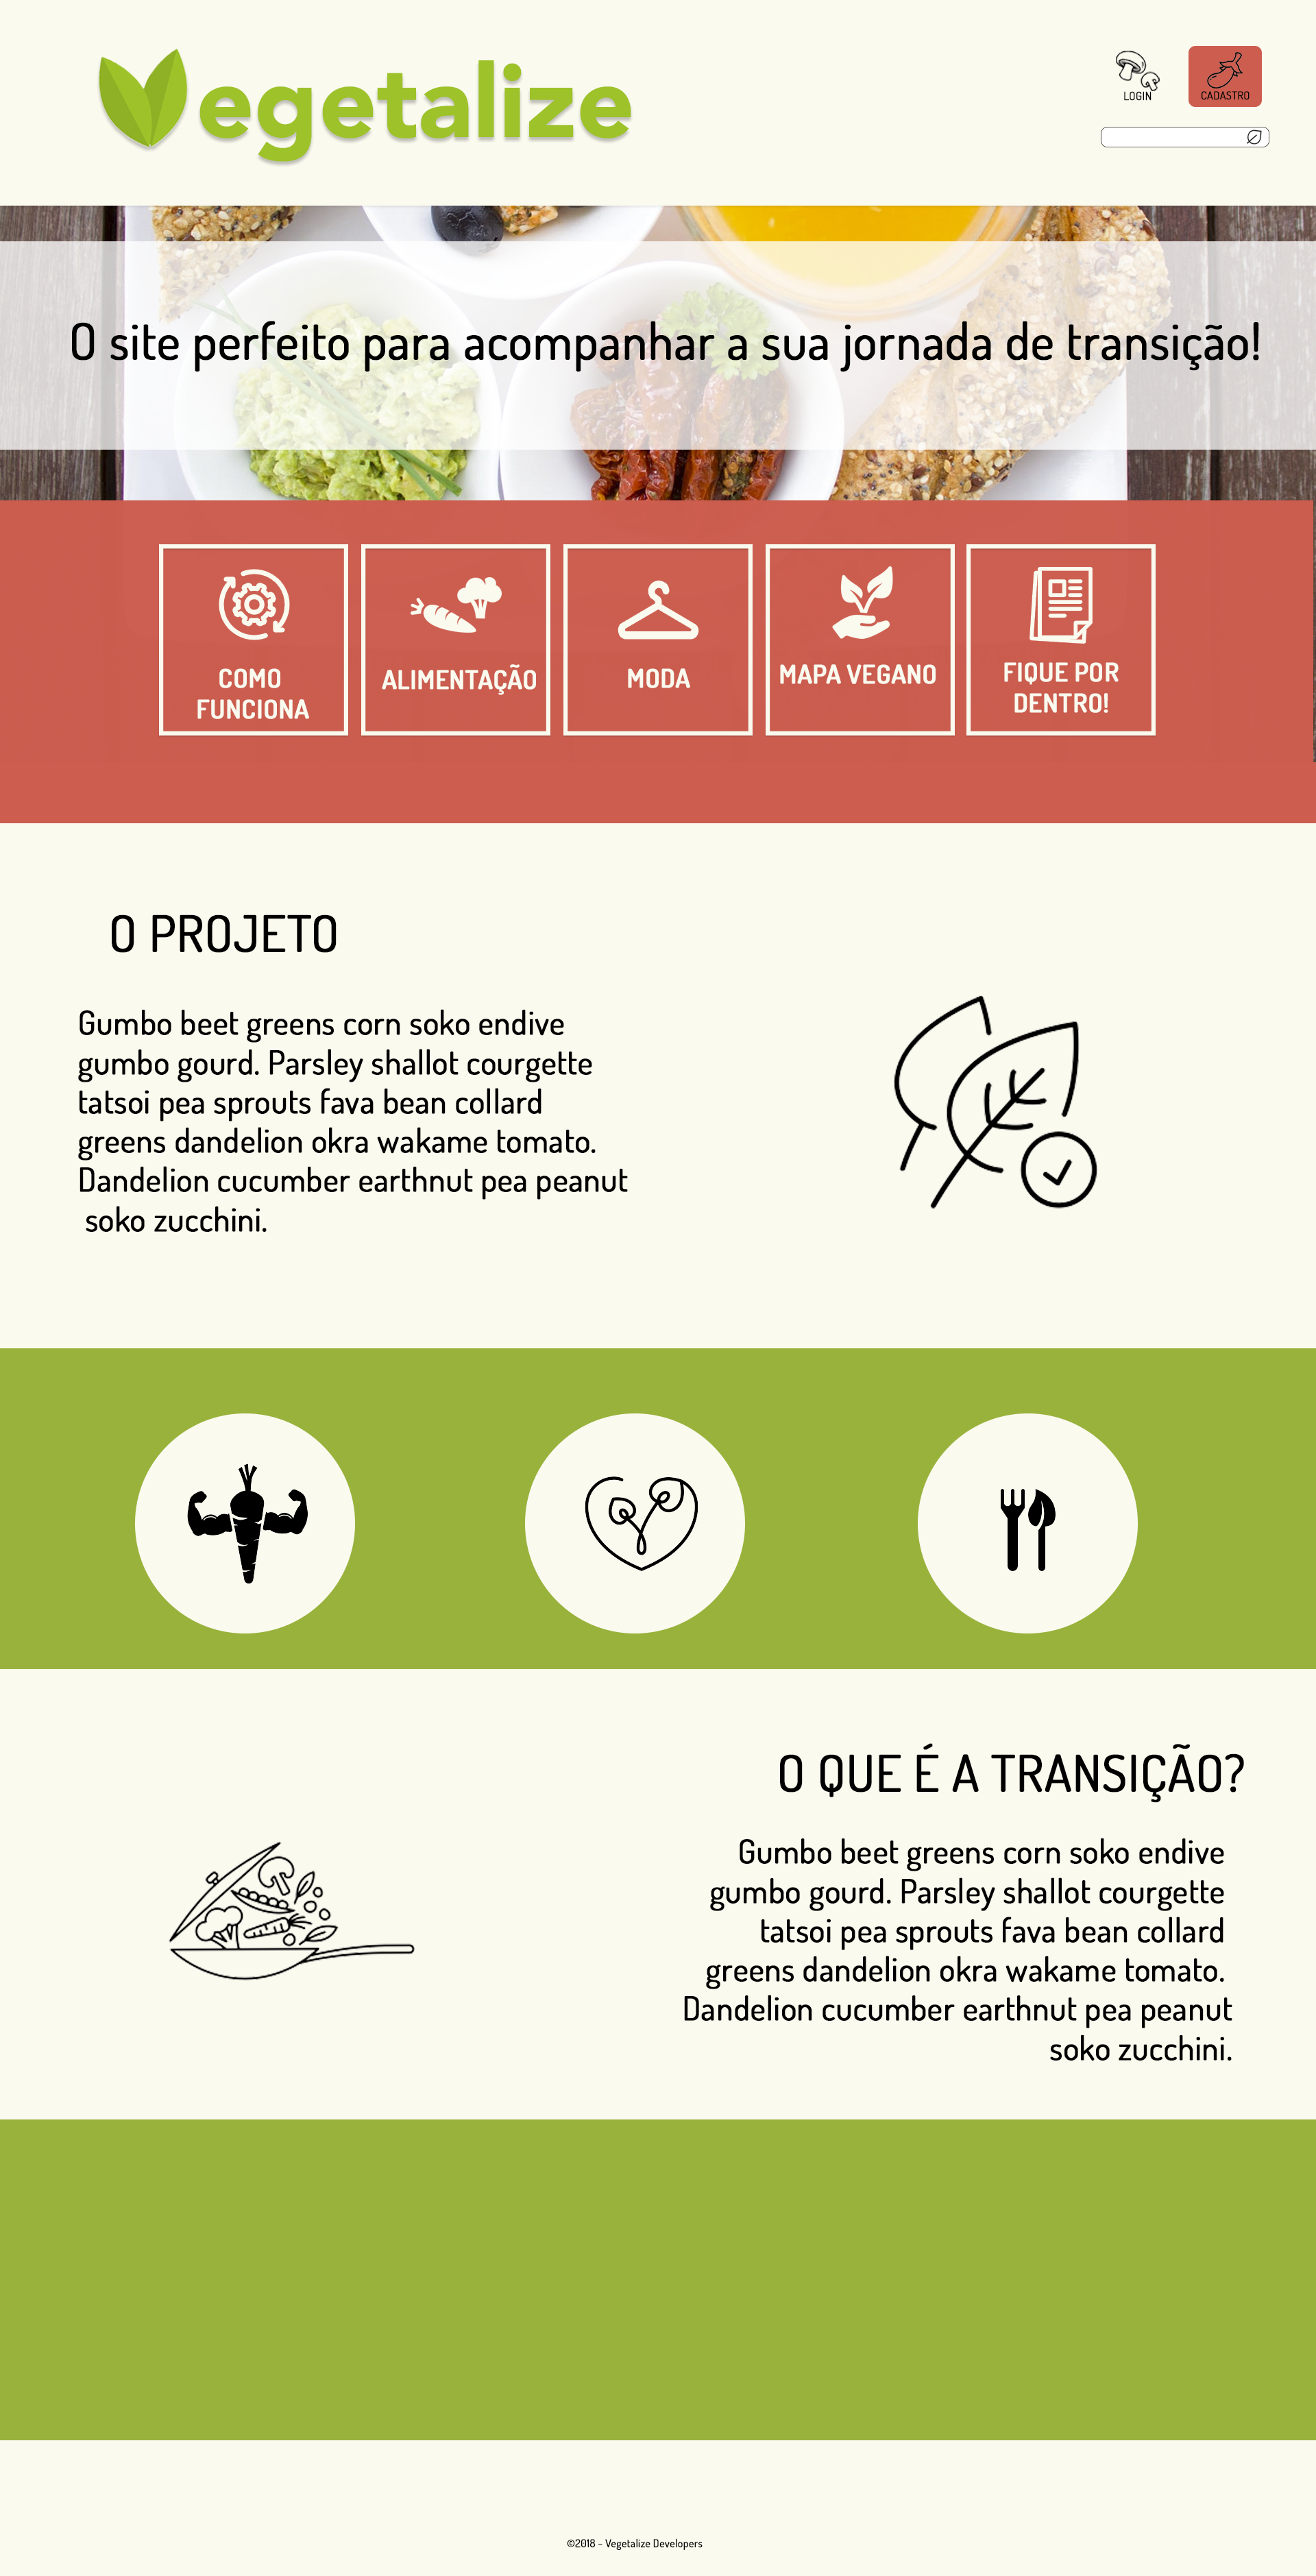 Vegetalize
LOGIN
CADASTRO
O site perfeito para acompanhar a sua jornada de transição!
COMO
FUNCIONA
ALIMENTAÇÃO
MODA
MAPA VEGANO
FIQUE POR
DENTRO!
O PROJETO
Gumbo beet greens corn soko endive
gumbo gourd. Parsley shallot courgette
tatsoi pea sprouts fava bean collard
greens dandelion okra wakame tomato.
Dandelion cucumber earthnut pea peanut
soko zucchini.
O QUE É A TRANSIÇÃO?
Gumbo beet greens corn soko endive
gumbo gourd. Parsley shallot courgette
tatsoi pea sprouts fava bean collard
greens dandelion okra wakame tomato.
Dandelion cucumber earthnut pea peanut
soko zucchini.
©2018 - Vegetalize Developers